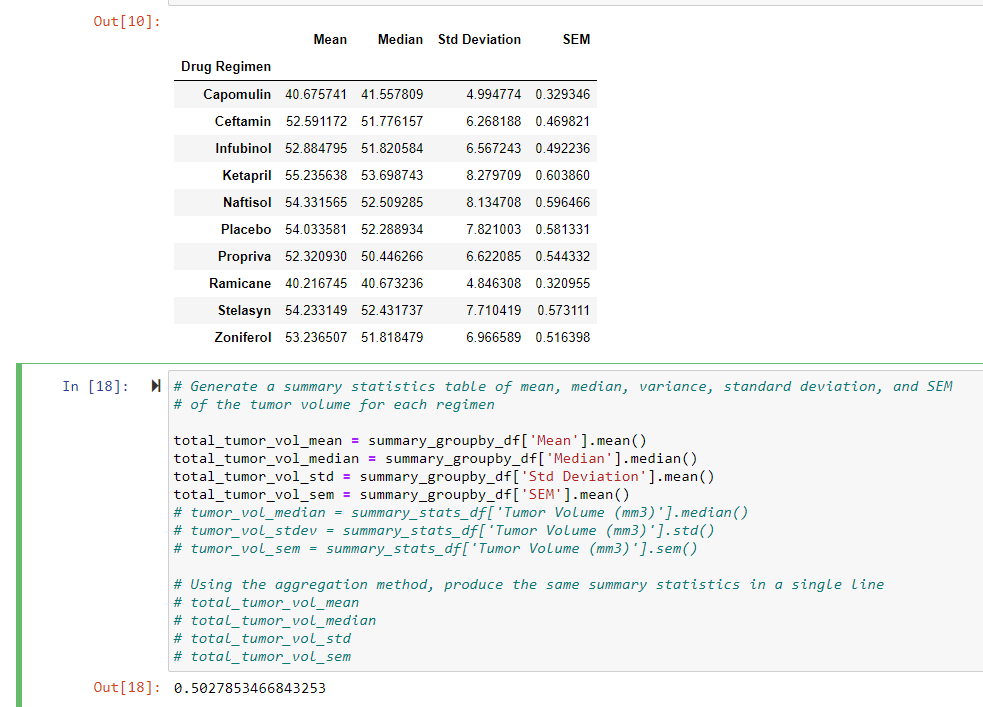 Out[10]:
Mean Median Std Deviation SEM
Drug Regimen
Capomulin 40.675741 41.557809 4.994774 0.329346
Ceftamin 52.591172 51.776157 6.268188 0.469821
Infubinol 52.884795 51.820584 6.567243 0.492236
Ketapril 55.235638 53.698743 8.279709 0.603860
Naftisol 54.331565 52.509285 8.134708 0.596466
Placebo 54.033581 52.288934 7.821003 0.581331
Propriva 52.320930 50.446266 6.622085 0.544332
Ramicane 40.216745 40.673236 4.846308 0.320955
Stelasyn 54.233149 52.431737 7.710419 0.573111
Zoniferol 53.236507 51.818479 6.966589 0.516398
In [18]:
# Generate a summary statistics table of mean, median, variance, standard deviation, and SEM
# of the tumor volume for each regimen
total_tumor_vol_mean = summary_groupby_df['Mean'].mean()
total_tumor_vol_median = summary_groupby_df['Median'].median()
total_tumor_vol_std = summary_groupby_df['Std Deviation'].mean()
total_tumor_vol_sem = summary_groupby_df['SEM'].mean()
# tumor_vol_median = summary_stats_df['Tumor Volume (mm3)'].median()
# tumor_vol_stdev = summary_stats_df['Tumor Volume (mm3)'].std()
# tumor_vol_sem = summary_stats_df['Tumor Volume (mm3)'].sem()
# Using the aggregation method, produce the same summary statistics in a single line
# total_tumor_vol_mean
# total_tumor_vol_median
# total_tumor_vol_std
# total_tumor_vol_sem
Out[18]: 0.5027853466843253